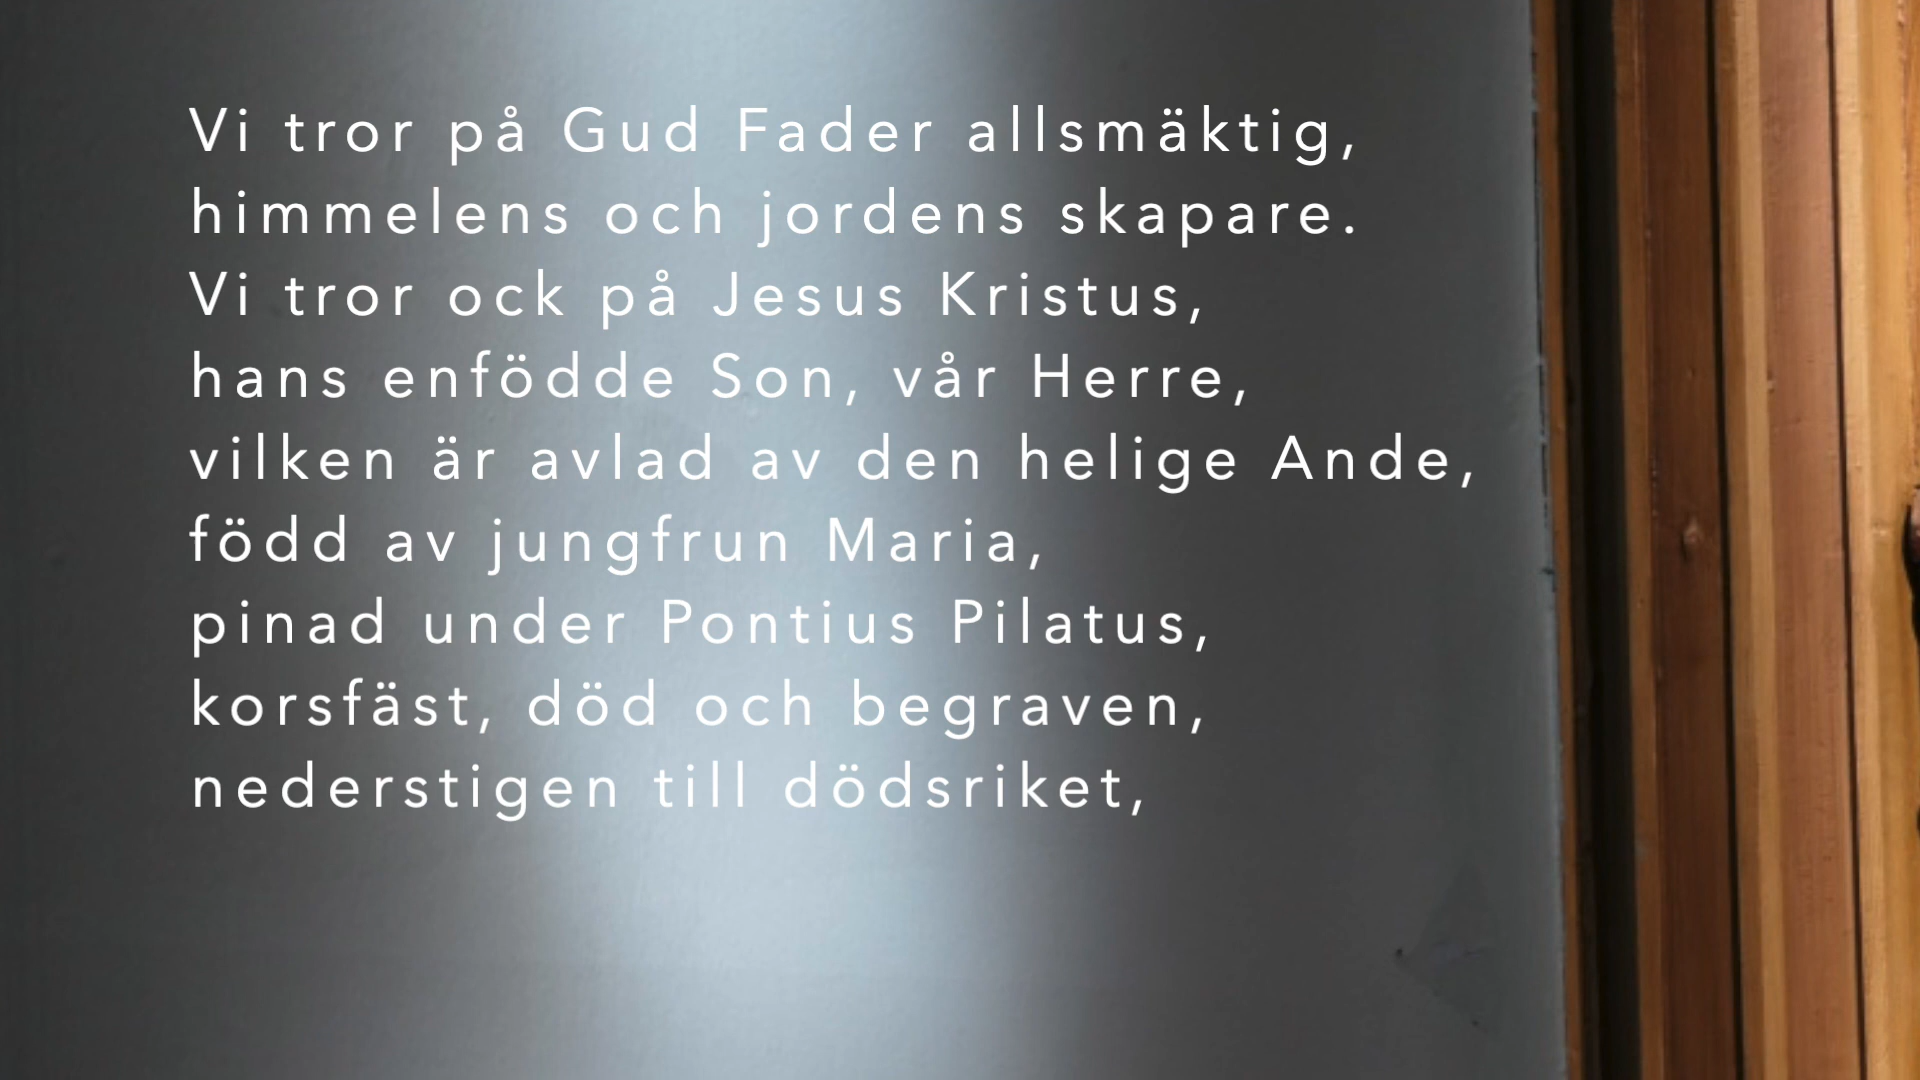 Vi tror på Gud Fader allsmäktig,
himmelens och jordens skapare.
Vi tror ock på Jesus Kristus,
hans enfödde Son, vår Herre,
vilken är avlad av den helige Ande,
född av jungfrun Maria,
pinad under Pontius Pilatus,
korsfäst, död och begraven,
nederstigen till dödsriket,